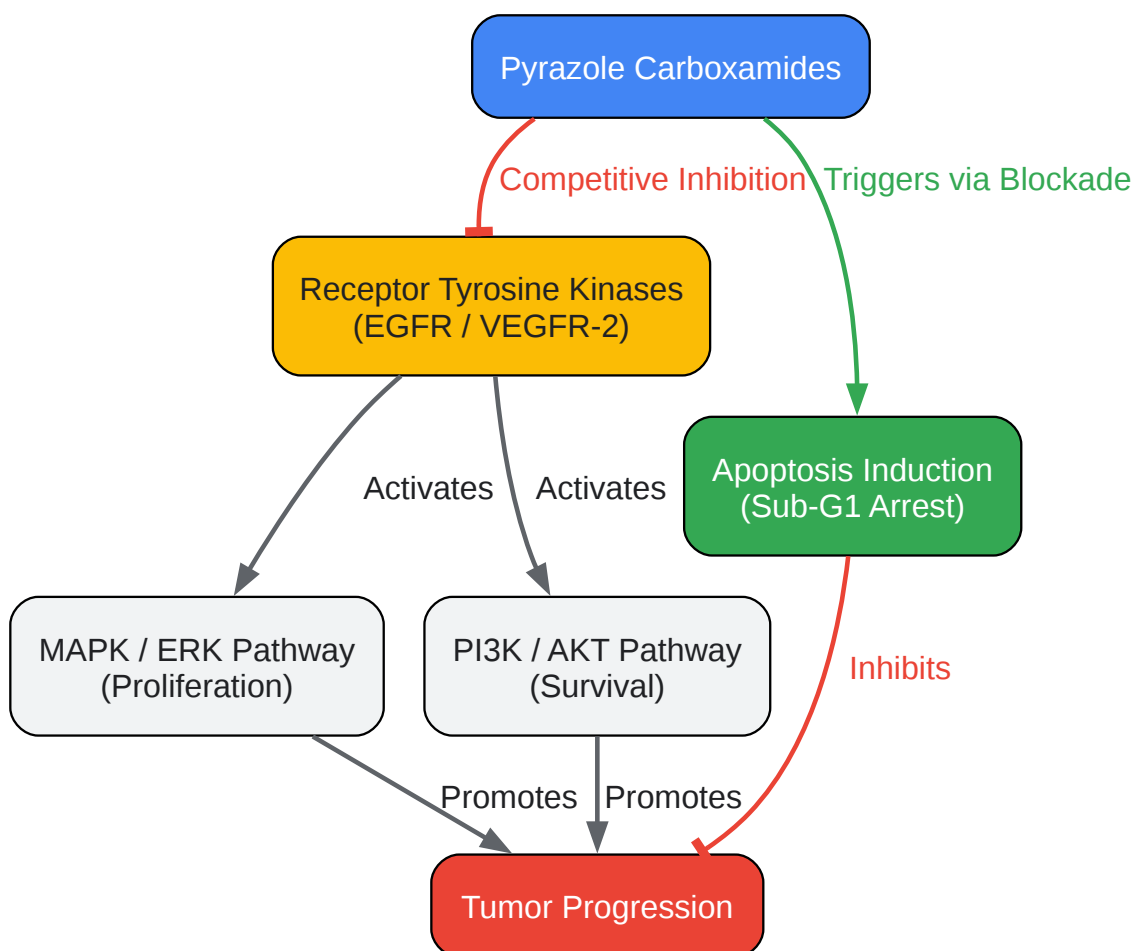 Pyrazole Carboxamides
Competitive Inhibition
Triggers via Blockade
Receptor Tyrosine Kinases
(EGFR / VEGFR-2)
Apoptosis Induction
(Sub-G1 Arrest)
Activates
Activates
MAPK / ERK Pathway
(Proliferation)
PI3K / AKT Pathway
(Survival)
Inhibits
Promotes
Promotes
Tumor Progression